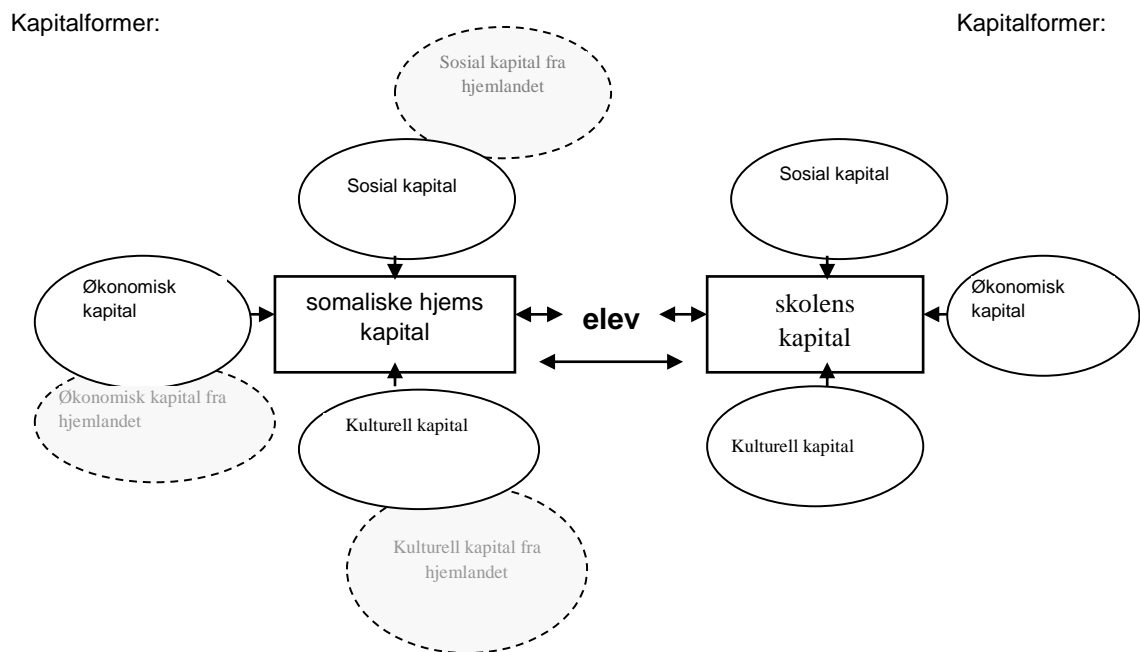 Kapitalformer:
Kapitalformer:
Sosial kapital fra
hjemlandet
Sosial kapital
Sosial kapital
Økonomisk
kapital
somaliske hjems
kapital
elev
skolens
kapital
Økonomisk
kapital
Økonomisk kapital fra
hjemlandet
Kulturell kapital
Kulturell kapital
Kulturell kapital fra
hjemlandet